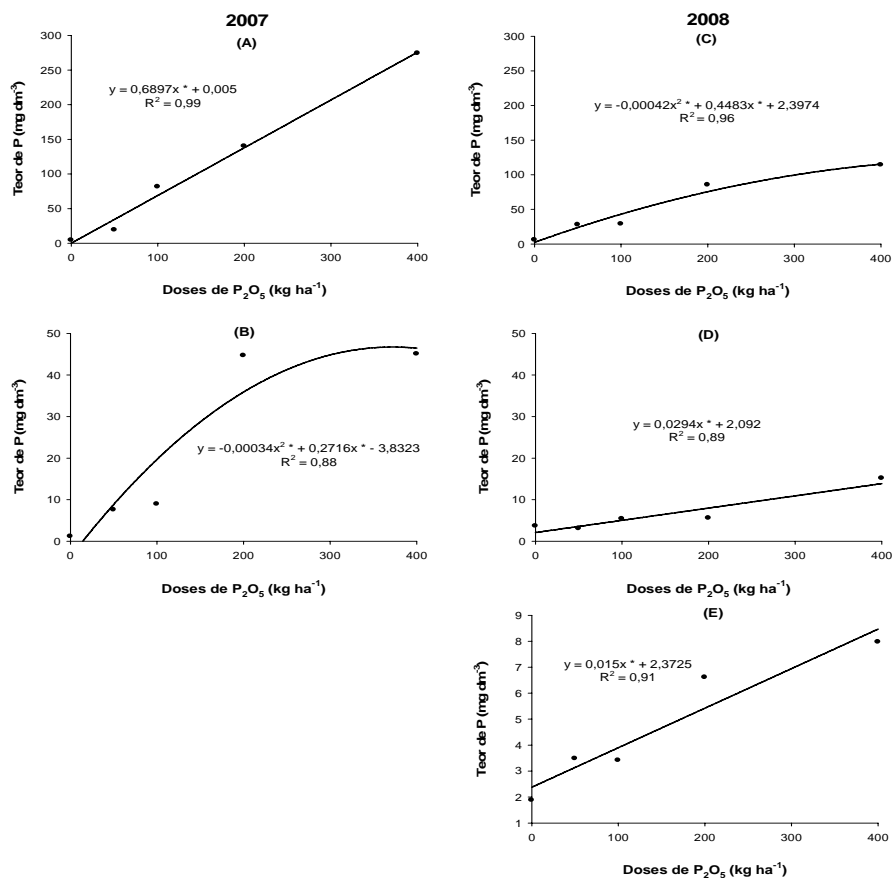 2007
(A)
Teor de P (mg dm⁻³)
300
250
200
150
100
50
0
y = 0,6897x * + 0,005
R² = 0,99
0 100 200 300 400
Doses de P₂O₅ (kg ha⁻¹)
2008
(C)
Teor de P (mg dm⁻³)
300
250
200
150
100
50
0
y = -0,00042x² * + 0,4483x * + 2,3974
R² = 0,96
0 100 200 300 400
Doses de P₂O₅ (kg ha⁻¹)
(B)
Teor de P (mg dm⁻³)
50
40
30
20
10
0
y = -0,00034x² * + 0,2716x * - 3,8323
R² = 0,88
0 100 200 300 400
Doses de P₂O₅ (kg ha⁻¹)
(D)
Teor de P (mg dm⁻³)
50
40
30
20
10
0
y = 0,0294x * + 2,092
R² = 0,89
0 100 200 300 400
Doses de P₂O₅ (kg ha⁻¹)
(E)
Teor de P (mg dm⁻³)
9
8
7
6
5
4
3
2
1
y = 0,015x * + 2,3725
R² = 0,91
0 100 200 300 400
Doses de P₂O₅ (kg ha⁻¹)